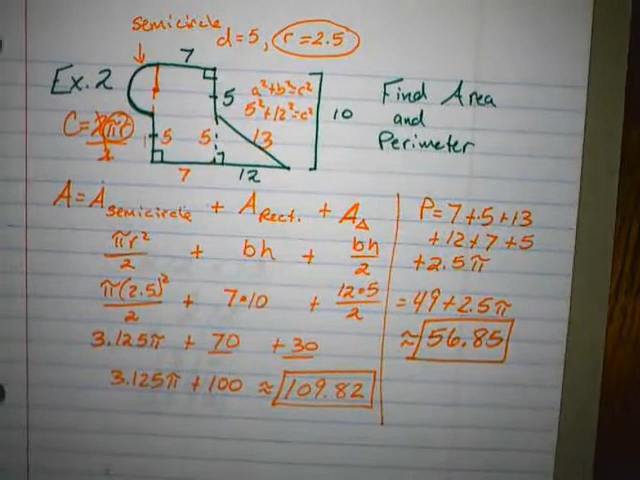 semicircle
d=5, r=2.5
Ex. 2
7
5
a²+b²=c²
5²+12²=c²
10
Find Area
and
Perimeter
C=2πr
2
5
5
13
7
12
A=A semicircle + A Rect. + A△
πr²/2 + bh + bh/2
π(2.5)²/2 + 7•10 + 12•5/2
3.125π + 70 + 30
3.125π + 100 ≈ 109.82
P=7+5+13
+12+7+5
+2.5π
=49+2.5π
≈56.85